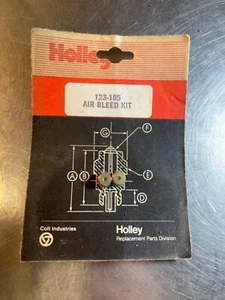 Holley
123-185
AIR BLEED KIT
G
F
A
B
E
D
Colt Industries
Holley
Replacement Parts Division